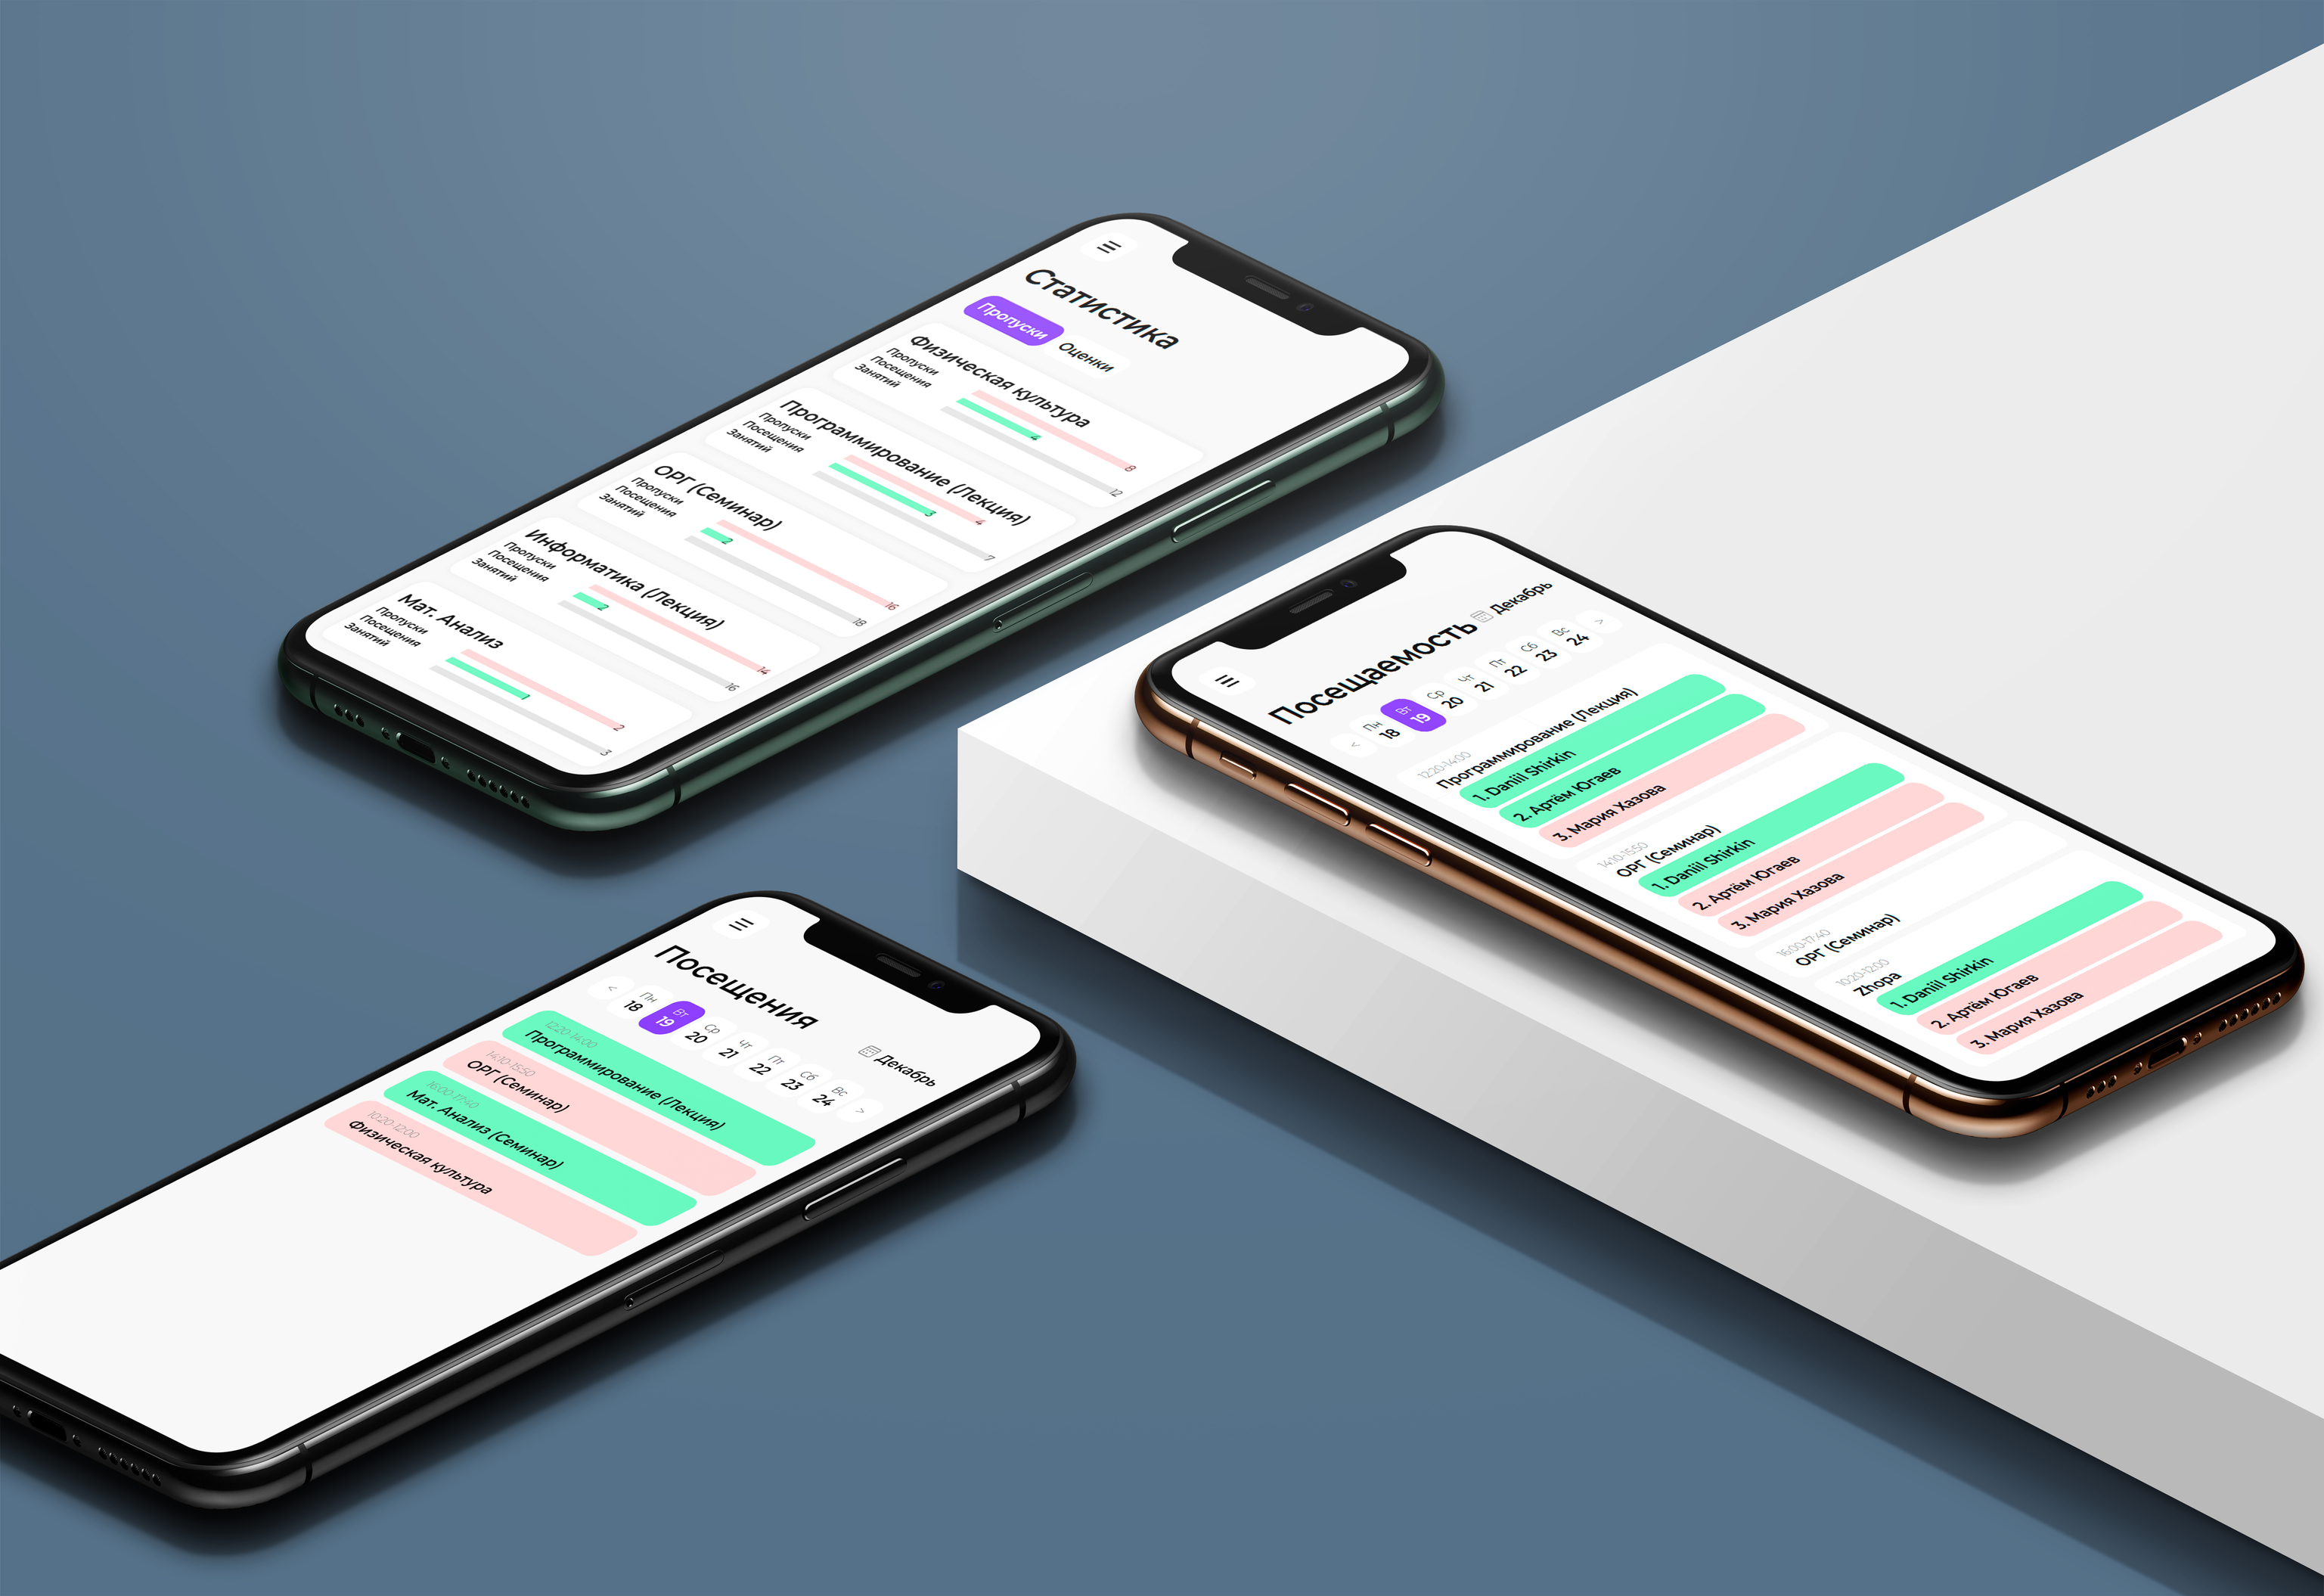 Статистика
Пропуски Оценки
Физическая культура
Пропуски 8
Посещения 4
Занятий 12
Программирование (Лекция)
Пропуски 4
Посещения 3
Занятий 7
ОРГ (Семинар)
Пропуски 16
Посещения 2
Занятий 18
Информатика (Лекция)
Пропуски 14
Посещения 2
Занятий 16
Мат. Анализ
Пропуски 2
Посещения 1
Занятий 3
Посещаемость Декабрь
< Пн Вт Ср Чт Пт Сб Вс >
18 19 20 21 22 23 24
12:20-14:00
Программирование (Лекция)
1. Daniil Shirkin
2. Артём Югаев
3. Мария Хазова
14:10-15:50
ОРГ (Семинар)
1. Daniil Shirkin
2. Артём Югаев
3. Мария Хазова
16:00-17:40
ОРГ (Семинар)
10:20-12:00
Zhopa
1. Daniil Shirkin
2. Артём Югаев
3. Мария Хазова
Посещения
Декабрь
< Пн Вт Ср Чт Пт Сб Вс >
18 19 20 21 22 23 24
12:20-14:00
Программирование (Лекция)
14:10-15:50
ОРГ (Семинар)
16:00-17:40
Мат. Анализ (Семинар)
10:20-12:00
Физическая культура